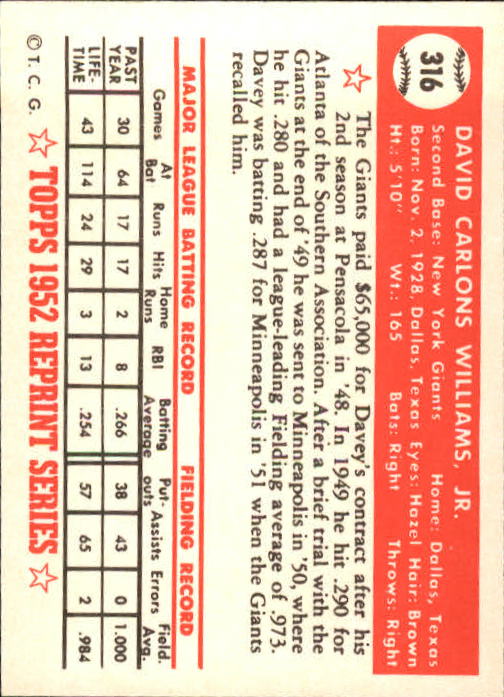 316
DAVID CARLONS WILLIAMS, JR.
Second Base: New York Giants Home: Dallas, Texas
Born: Nov. 2, 1928, Dallas, Texas Eyes: Hazel Hair: Brown
Ht.: 5'10" Wt.: 165 Bats: Right Throws: Right
The Giants paid $65,000 for Davey's contract after his
2nd season at Pensacola in '48. In 1949 he hit .290 for
Atlanta of the Southern Association. After a brief trial with the
Giants at the end of '49 he was sent to Minneapolis in '50, where
he hit .280 and had a league-leading Fielding average of .973.
Davey was batting .287 for Minneapolis in '51 when the Giants
recalled him.
MAJOR LEAGUE BATTING RECORD FIELDING RECORD
Games At Bat Runs Hits Home Runs RBI Batting Average Put-outs Assists Errors Field. Avg.
PAST YEAR 30 64 17 17 2 8 .266 38 43 0 1.000
LIFE-TIME 43 114 24 29 3 13 .254 57 65 2 .984
© T. C. G. ☆ TOPPS 1952 REPRINT SERIES ☆